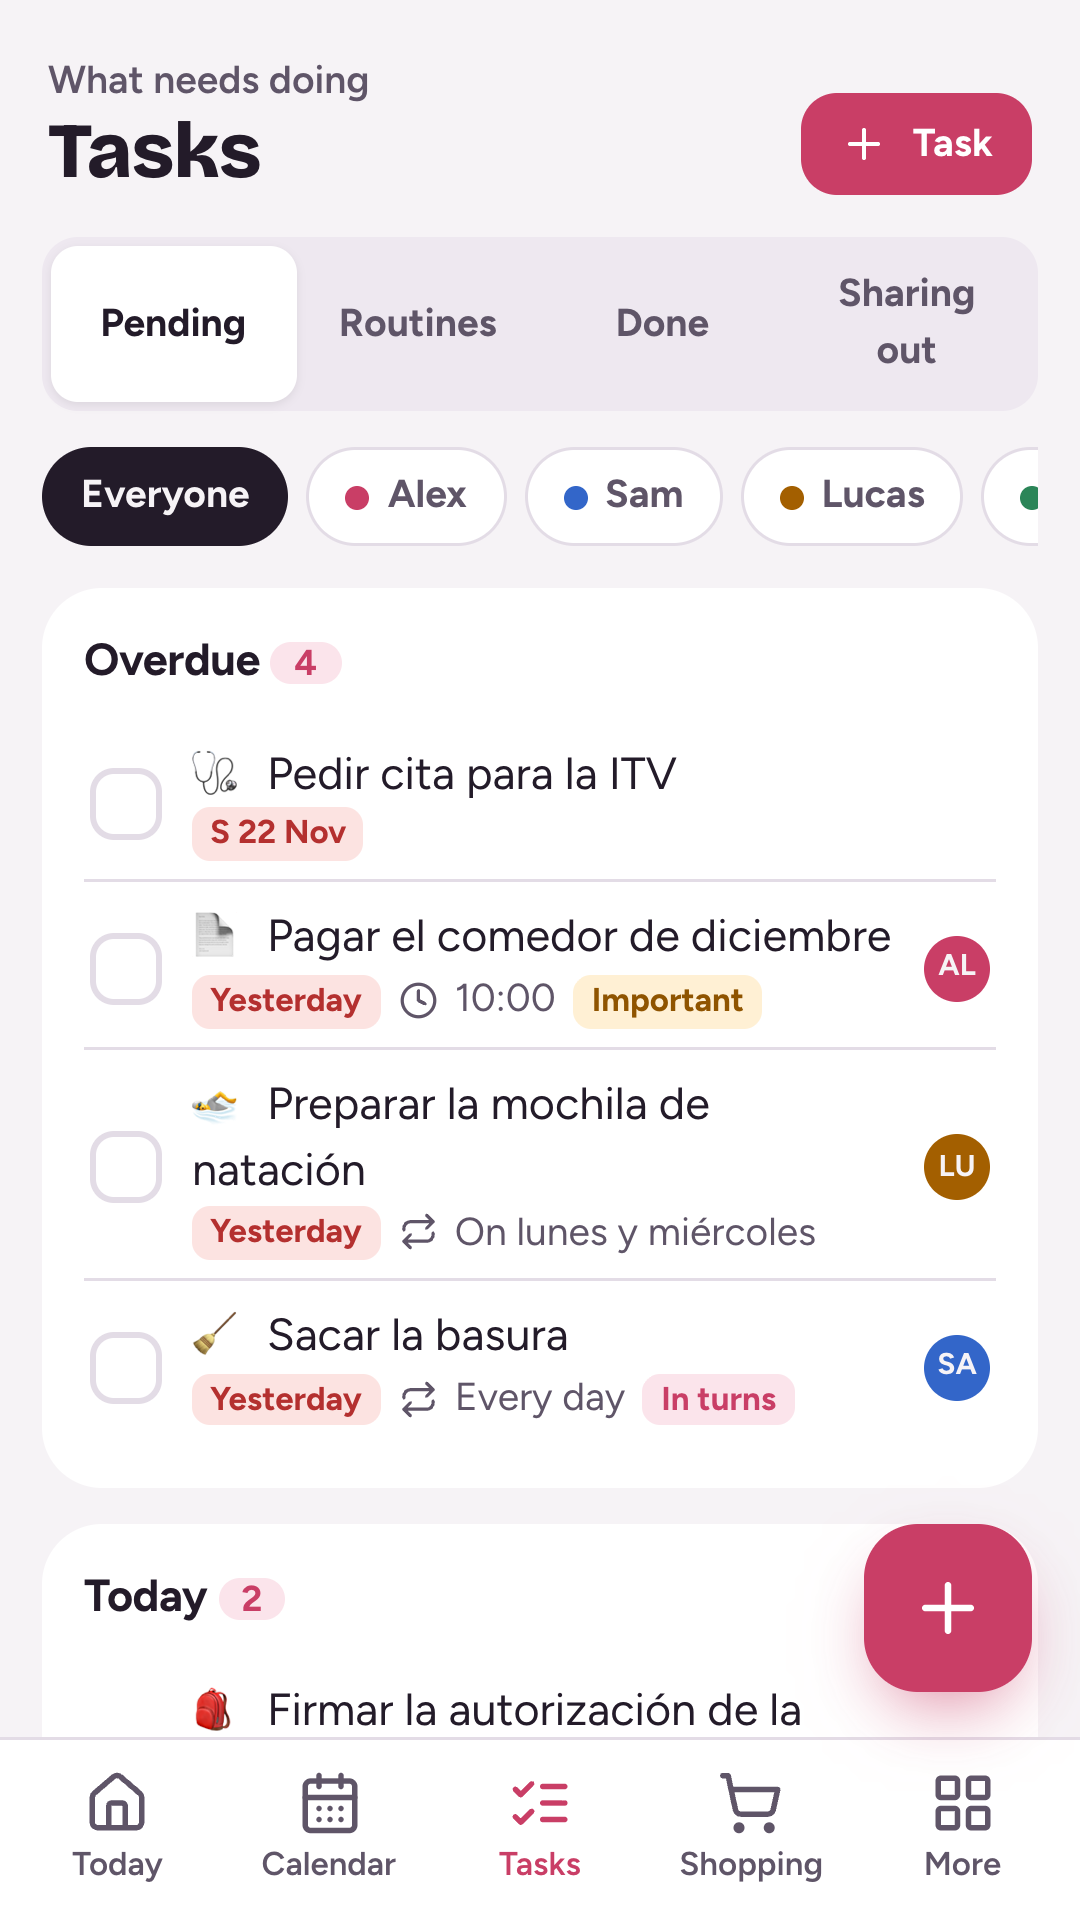 What needs doing
Tasks
+ Task
Pending
Routines
Done
Sharing
out
Everyone
Alex
Sam
Lucas
Overdue 4
Pedir cita para la ITV
S 22 Nov
Pagar el comedor de diciembre
AL
Yesterday 10:00 Important
Preparar la mochila de
natación
LU
Yesterday On lunes y miércoles
Sacar la basura
SA
Yesterday Every day In turns
Today 2
Firmar la autorización de la
Today
Calendar
Tasks
Shopping
More